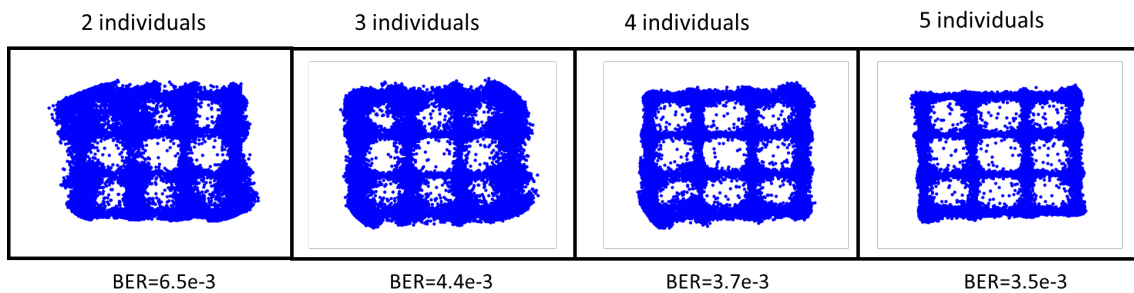 2 individuals
3 individuals
4 individuals
5 individuals
BER=6.5e-3
BER=4.4e-3
BER=3.7e-3
BER=3.5e-3